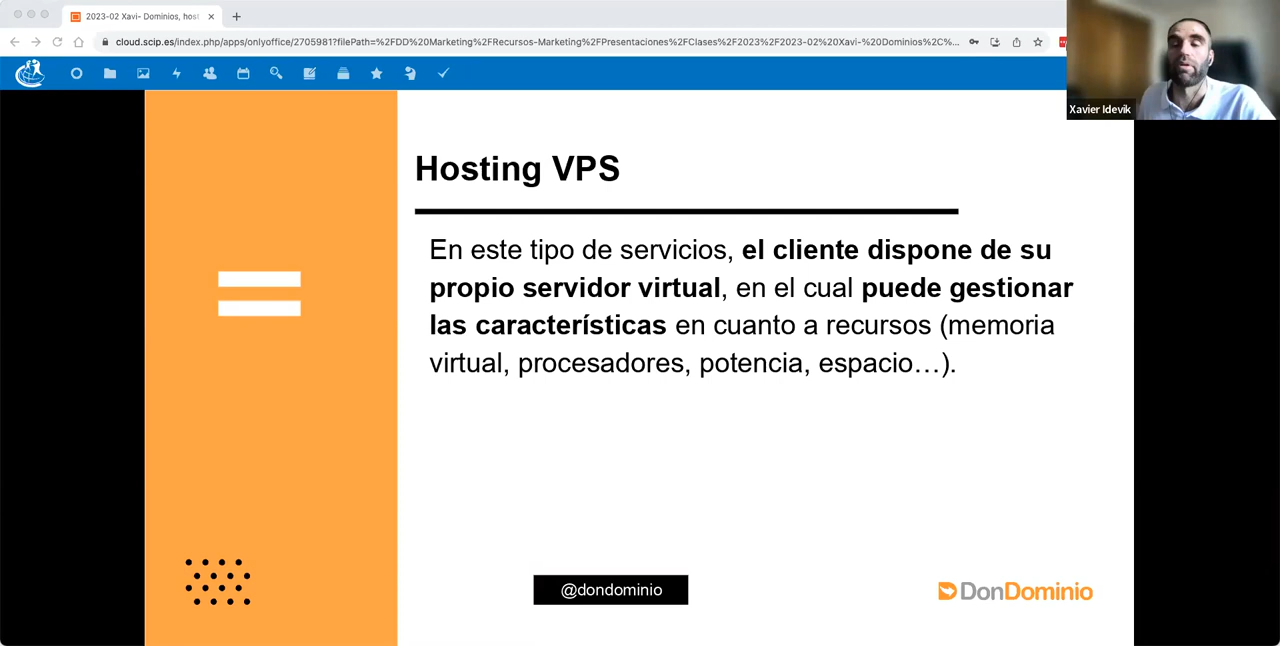 2023-02 Xavi- Dominios, host
cloud.scip.es/index.php/apps/onlyoffice/2705981?filePath=%2FDD%20Marketing%2FRecursos-Marketing%2FPresentaciones%2FClases%2F2023%2F2023-02%20Xavi-%20Dominios%2C%...
Xavier Idevik
Hosting VPS
En este tipo de servicios, el cliente dispone de su
propio servidor virtual, en el cual puede gestionar
las características en cuanto a recursos (memoria
virtual, procesadores, potencia, espacio…).
@dondominio
DonDominio